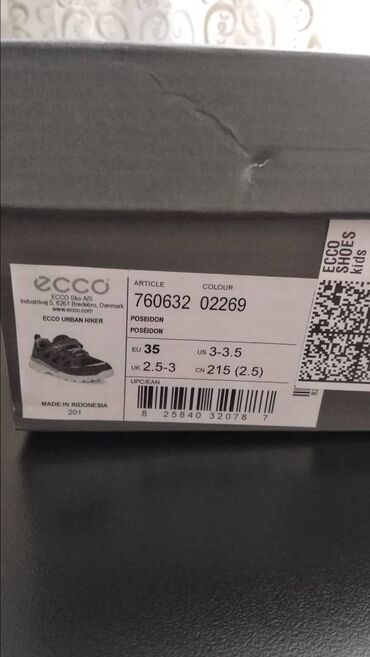 ecco
ECCO Sko A/S
Industrivej 5, 6261 Bredebro, Denmark
www.ecco.com
ECCO URBAN HIKER
MADE IN INDONESIA
201
ARTICLE COLOUR
760632 02269
POSEIDON
POSÉIDON
EU 35 US 3-3.5
UK 2.5-3 CN 215 (2.5)
UPC/EAN
8 25840 32078 7
ECCO
SHOES
kids